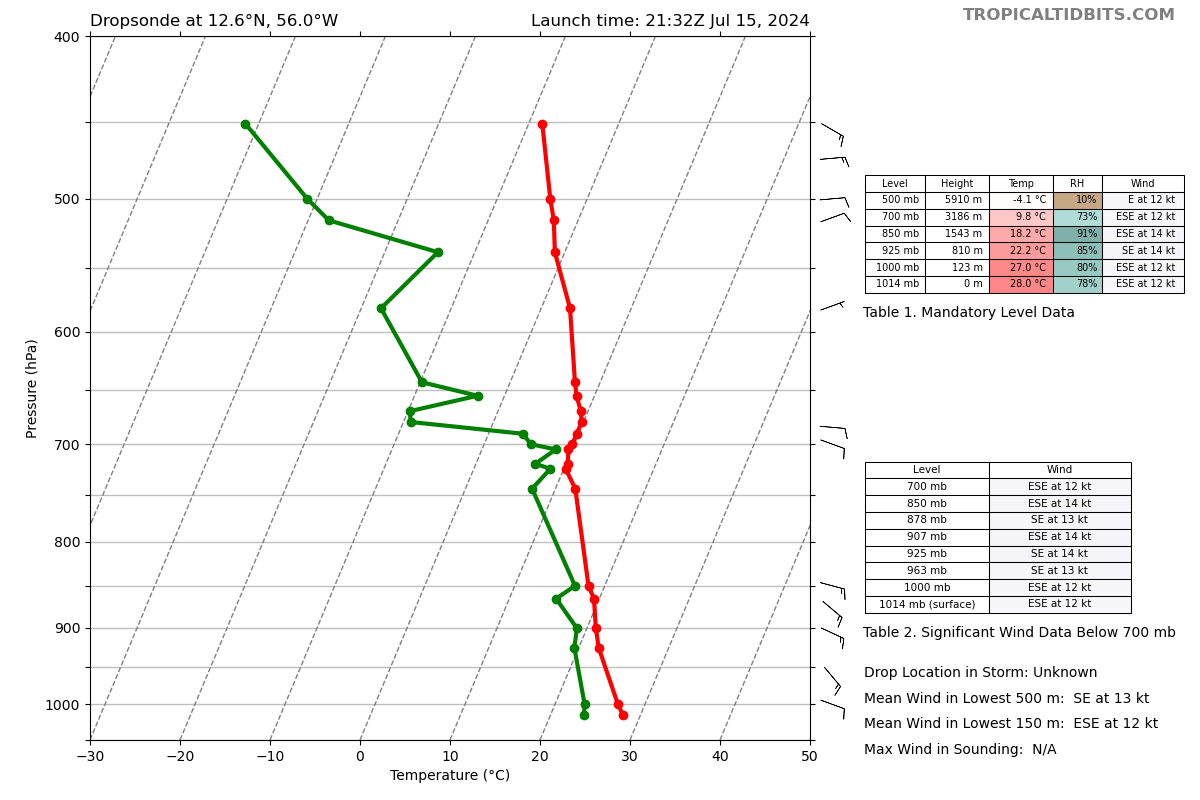 Dropsonde at 12.6°N, 56.0°W
Launch time: 21:32Z Jul 15, 2024
TROPICALTIDBITS.COM
400
500
600
700
800
900
1000
Pressure (hPa)
−30 −20 −10 0 10 20 30 40 50
Temperature (°C)
Level Height Temp RH Wind
500 mb 5910 m -4.1 °C 10% E at 12 kt
700 mb 3186 m 9.8 °C 73% ESE at 12 kt
850 mb 1543 m 18.2 °C 91% ESE at 14 kt
925 mb 810 m 22.2 °C 85% SE at 14 kt
1000 mb 123 m 27.0 °C 80% ESE at 12 kt
1014 mb 0 m 28.0 °C 78% ESE at 12 kt
Table 1. Mandatory Level Data
Level Wind
700 mb ESE at 12 kt
850 mb ESE at 14 kt
878 mb SE at 13 kt
907 mb ESE at 14 kt
925 mb SE at 14 kt
963 mb SE at 13 kt
1000 mb ESE at 12 kt
1014 mb (surface) ESE at 12 kt
Table 2. Significant Wind Data Below 700 mb
Drop Location in Storm: Unknown
Mean Wind in Lowest 500 m: SE at 13 kt
Mean Wind in Lowest 150 m: ESE at 12 kt
Max Wind in Sounding: N/A